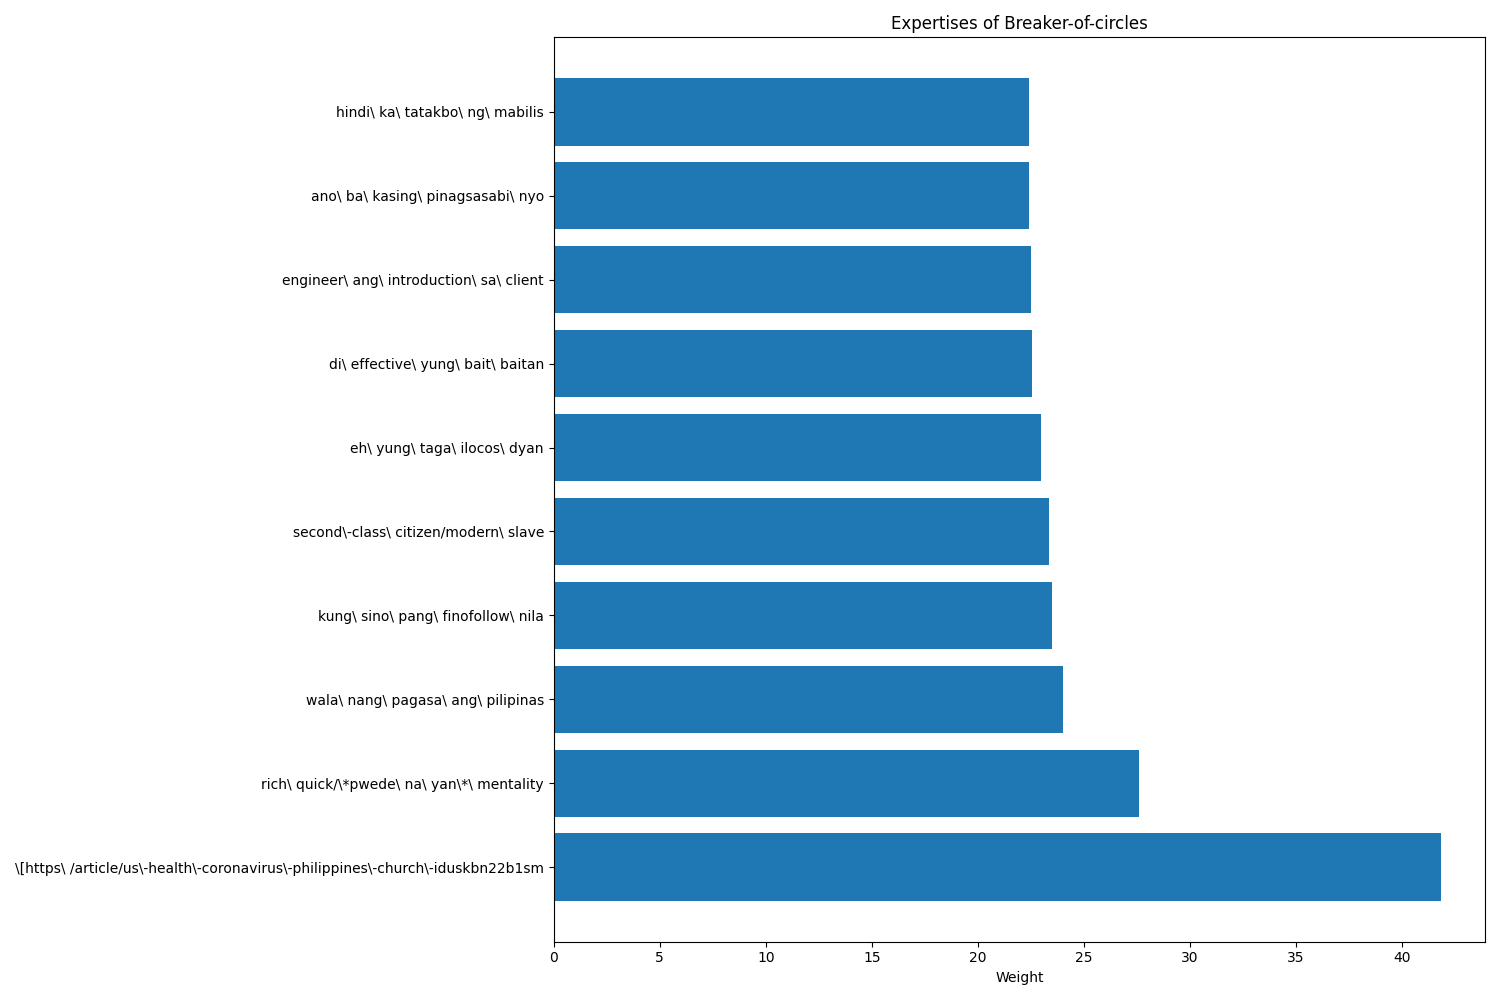 Expertises of Breaker-of-circles
hindi\ ka\ tatakbo\ ng\ mabilis
ano\ ba\ kasing\ pinagsasabi\ nyo
engineer\ ang\ introduction\ sa\ client
di\ effective\ yung\ bait\ baitan
eh\ yung\ taga\ ilocos\ dyan
second\-class\ citizen/modern\ slave
kung\ sino\ pang\ finofollow\ nila
wala\ nang\ pagasa\ ang\ pilipinas
rich\ quick/\*pwede\ na\ yan\*\ mentality
\[https\ /article/us\-health\-coronavirus\-philippines\-church\-iduskbn22b1sm
0 5 10 15 20 25 30 35 40
Weight